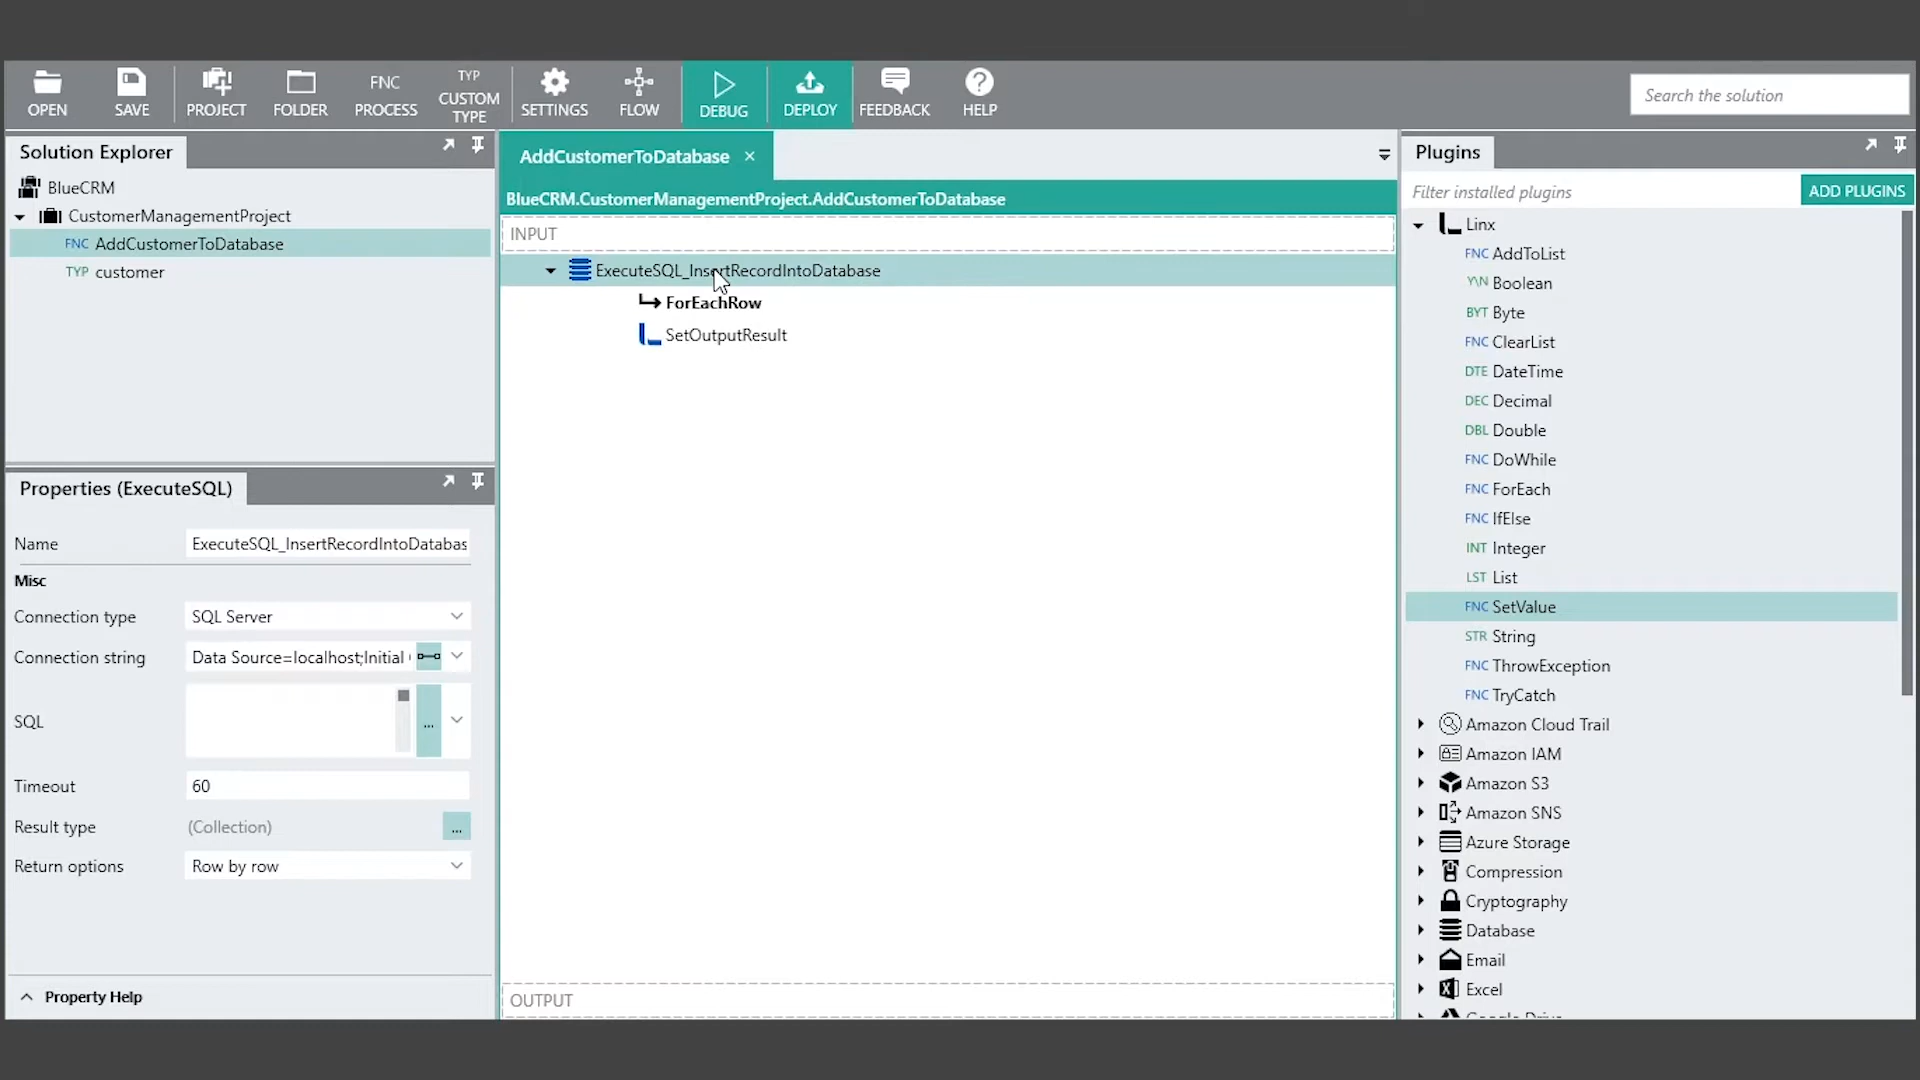 OPEN
SAVE
PROJECT
FOLDER
FNC
PROCESS
TYP
CUSTOM
TYPE
SETTINGS
FLOW
DEBUG
DEPLOY
FEEDBACK
HELP
Search the solution
Solution Explorer
BlueCRM
CustomerManagementProject
FNC AddCustomerToDatabase
TYP customer
Properties (ExecuteSQL)
Name ExecuteSQL_InsertRecordIntoDatabas
Misc
Connection type SQL Server
Connection string Data Source=localhost;Initial
SQL ...
Timeout 60
Result type (Collection) ...
Return options Row by row
Property Help
AddCustomerToDatabase
BlueCRM.CustomerManagementProject.AddCustomerToDatabase
INPUT
ExecuteSQL_InsertRecordIntoDatabase
ForEachRow
SetOutputResult
OUTPUT
Plugins
Filter installed plugins ADD PLUGINS
Linx
FNC AddToList
Y\N Boolean
BYT Byte
FNC ClearList
DTE DateTime
DEC Decimal
DBL Double
FNC DoWhile
FNC ForEach
FNC IfElse
INT Integer
LST List
FNC SetValue
STR String
FNC ThrowException
FNC TryCatch
Amazon Cloud Trail
Amazon IAM
Amazon S3
Amazon SNS
Azure Storage
Compression
Cryptography
Database
Email
Excel